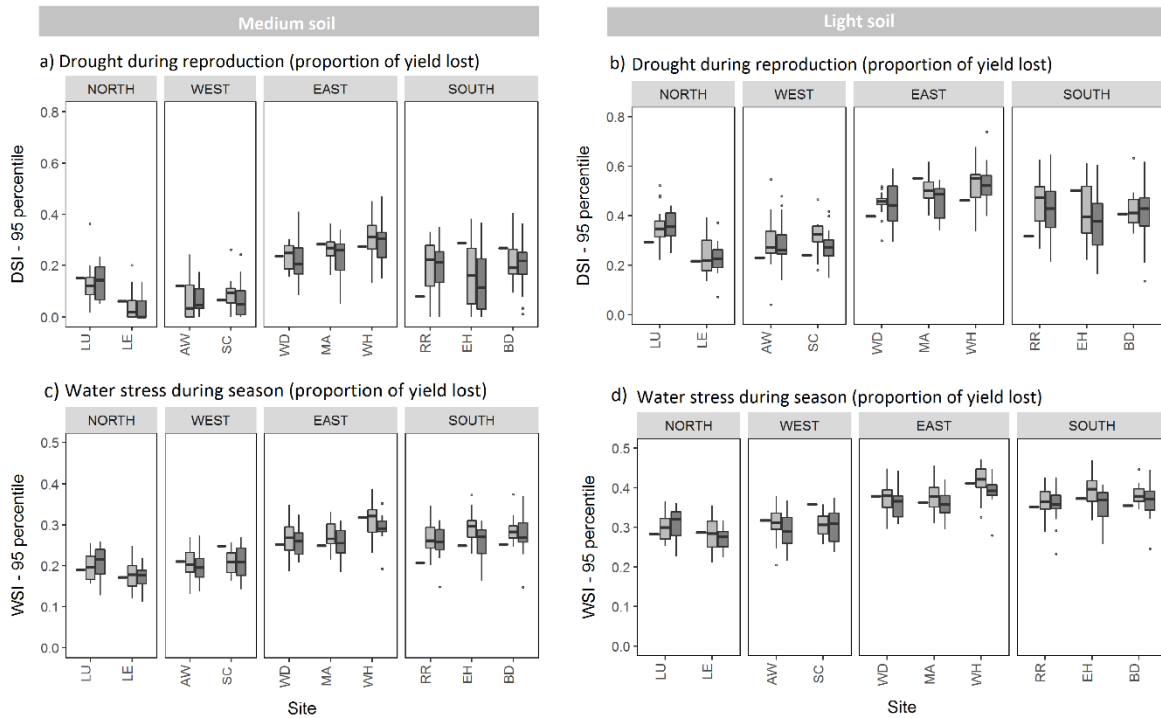 Medium soil
Light soil
a) Drought during reproduction (proportion of yield lost)
NORTH WEST EAST SOUTH
DSI - 95 percentile
0.8
0.6
0.4
0.2
0.0
LU LE AW SC WD MA WH RR EH BD
b) Drought during reproduction (proportion of yield lost)
NORTH WEST EAST SOUTH
DSI - 95 percentile
0.8
0.6
0.4
0.2
0.0
LU LE AW SC WD MA WH RR EH BD
c) Water stress during season (proportion of yield lost)
NORTH WEST EAST SOUTH
WSI - 95 percentile
0.5
0.4
0.3
0.2
0.1
0.0
LU LE AW SC WD MA WH RR EH BD
Site
d) Water stress during season (proportion of yield lost)
NORTH WEST EAST SOUTH
WSI - 95 percentile
0.5
0.4
0.3
0.2
0.1
0.0
LU LE AW SC WD MA WH RR EH BD
Site